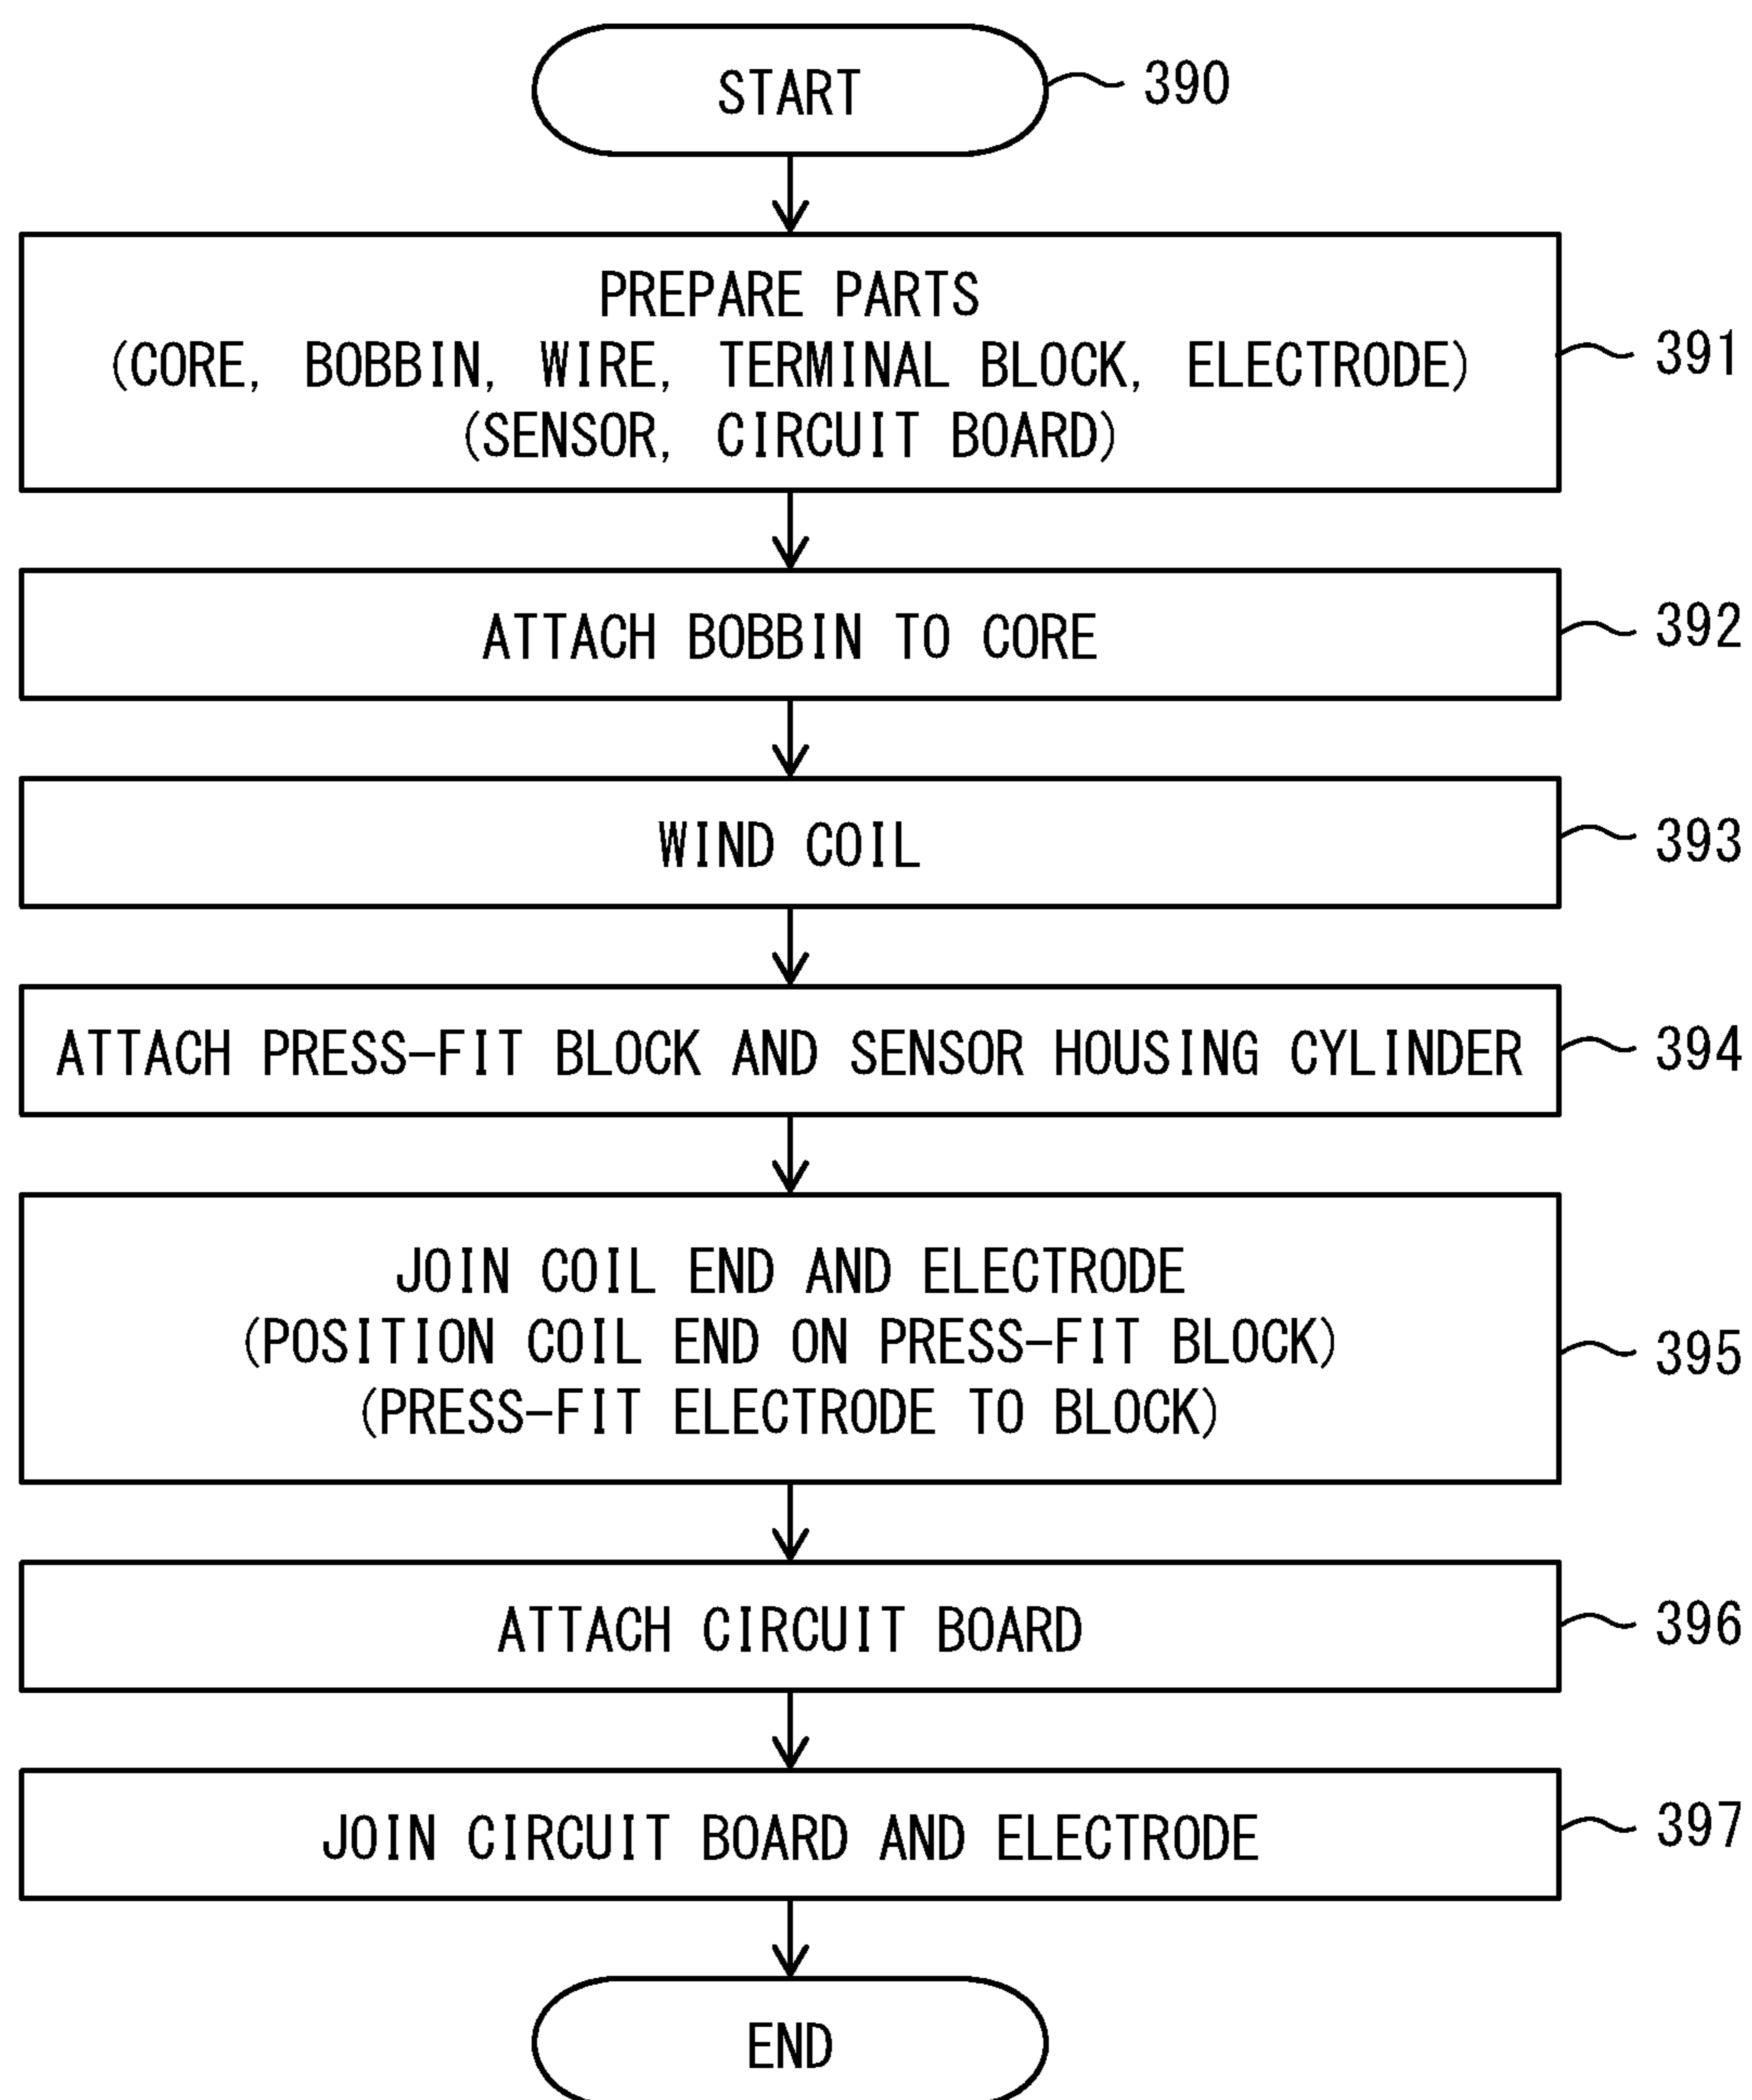 START
390
PREPARE PARTS
(CORE, BOBBIN, WIRE, TERMINAL BLOCK, ELECTRODE)
(SENSOR, CIRCUIT BOARD)
391
ATTACH BOBBIN TO CORE
392
WIND COIL
393
ATTACH PRESS-FIT BLOCK AND SENSOR HOUSING CYLINDER
394
JOIN COIL END AND ELECTRODE
(POSITION COIL END ON PRESS-FIT BLOCK)
(PRESS-FIT ELECTRODE TO BLOCK)
395
ATTACH CIRCUIT BOARD
396
JOIN CIRCUIT BOARD AND ELECTRODE
397
END